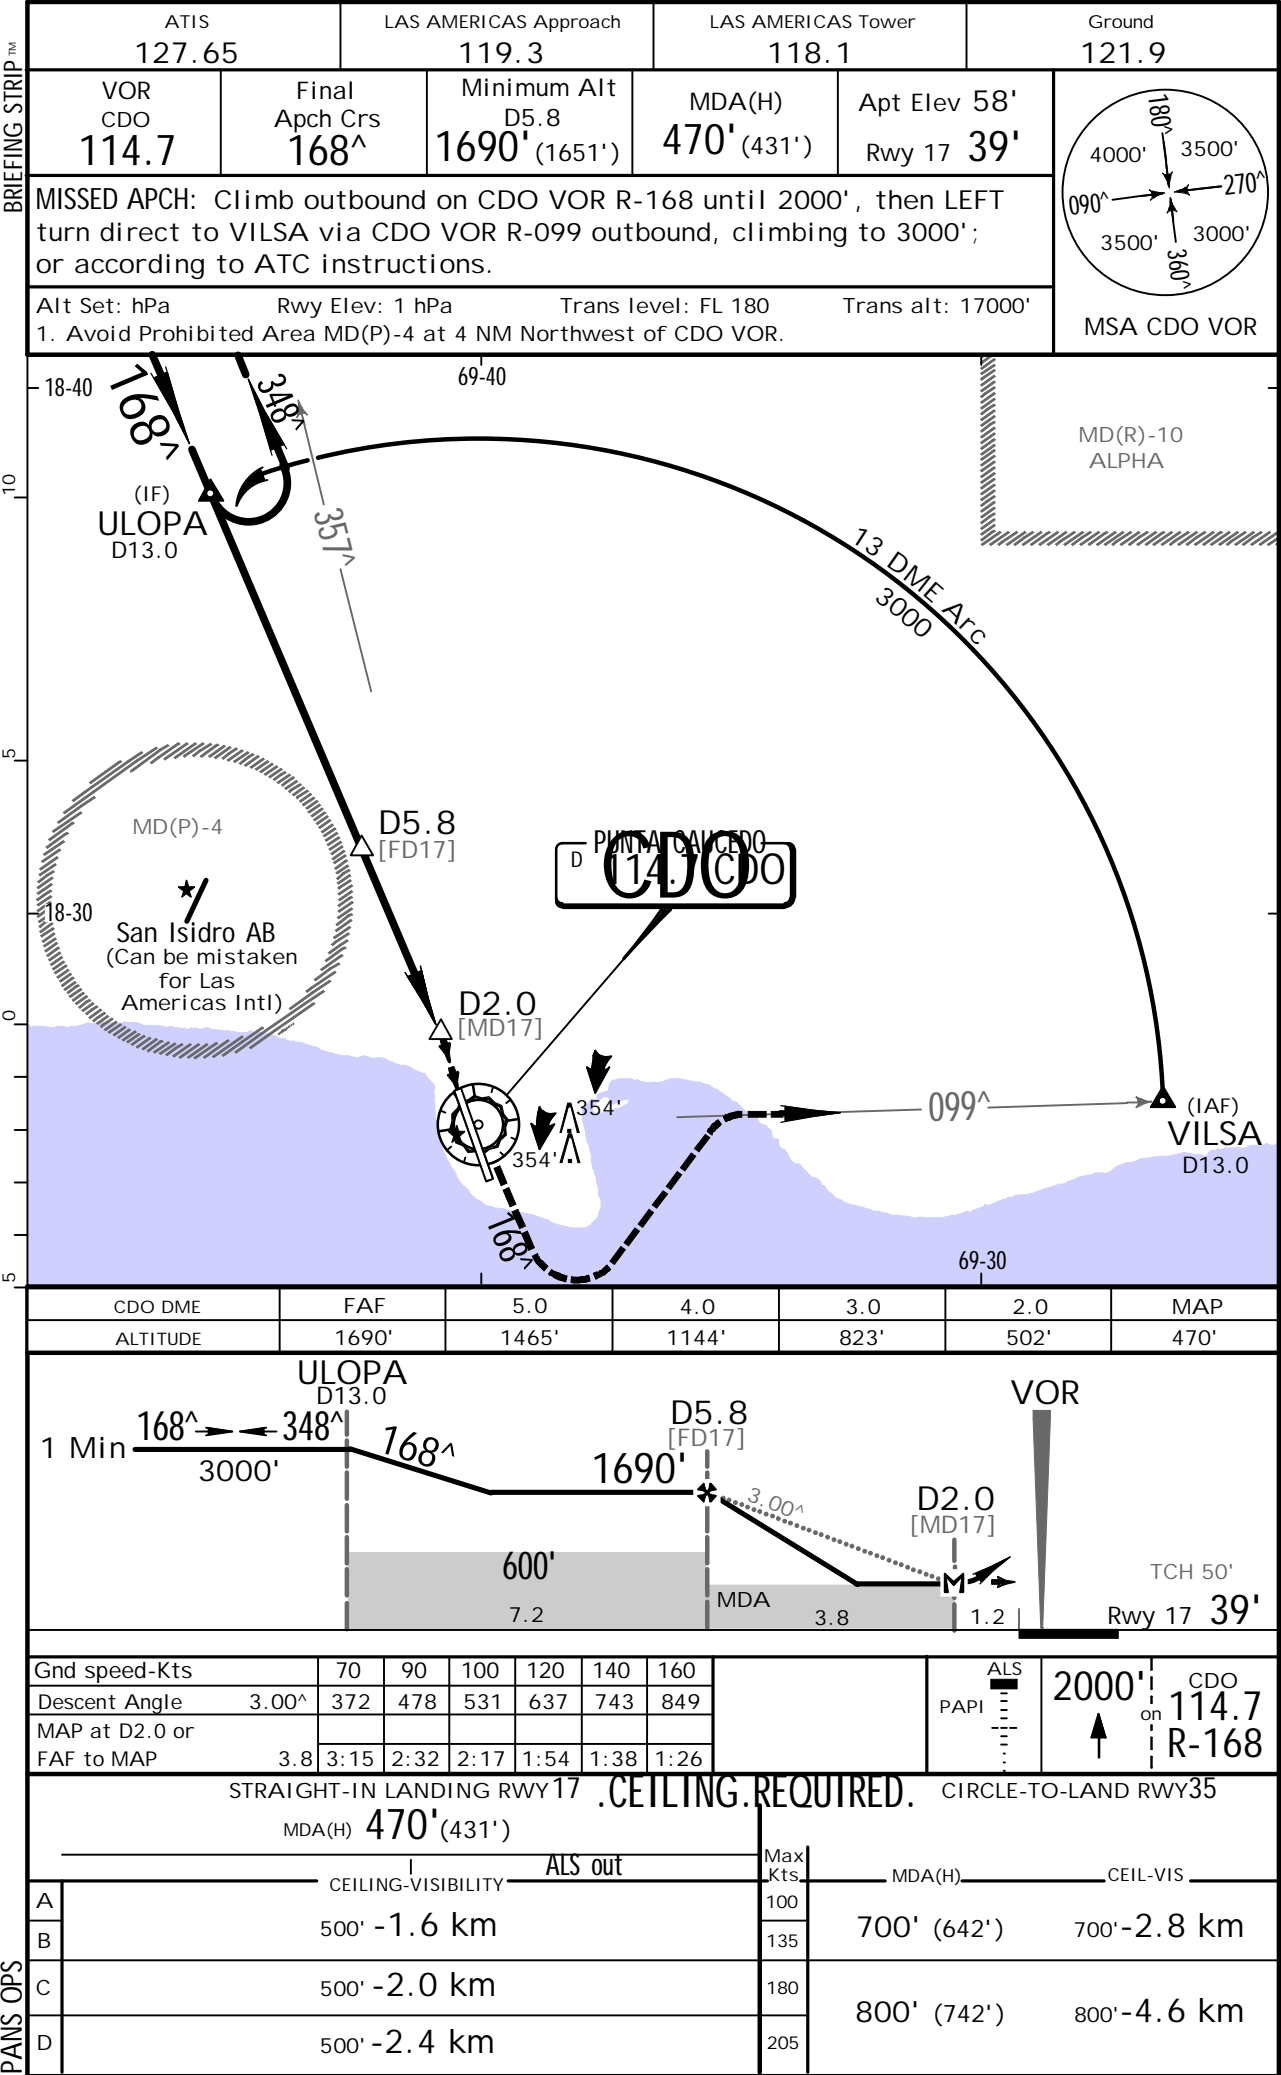 BRIEFING STRIP™
ATIS
127.65
LAS AMERICAS Approach
119.3
LAS AMERICAS Tower
118.1
Ground
121.9
VOR
CDO
114.7
Final
Apch Crs
168^
Minimum Alt
D5.8
1690' (1651')
MDA(H)
470' (431')
Apt Elev 58'
Rwy 17 39'
MISSED APCH: Climb outbound on CDO VOR R-168 until 2000', then LEFT
turn direct to VILSA via CDO VOR R-099 outbound, climbing to 3000';
or according to ATC instructions.
Alt Set: hPa Rwy Elev: 1 hPa Trans level: FL 180 Trans alt: 17000'
1. Avoid Prohibited Area MD(P)-4 at 4 NM Northwest of CDO VOR.
180^
4000' 3500'
090^ 270^
3500' 3000'
360^
MSA CDO VOR
18-40
69-40
168^
348^
357^
MD(R)-10
ALPHA
10
(IF)
ULOPA
D13.0
13 DME Arc
3000
5
MD(P)-4
D5.8
[FD17]
PUNTA CAUCEDO
D 114.7 CDO
CDO
18-30
San Isidro AB
(Can be mistaken
for Las
Americas Intl)
0
D2.0
[MD17]
354'
354'
099^
(IAF)
VILSA
D13.0
168^
69-30
5
CDO DME FAF 5.0 4.0 3.0 2.0 MAP
ALTITUDE 1690' 1465' 1144' 823' 502' 470'
ULOPA
D13.0
1 Min
168^ 348^
3000'
168^
1690'
D5.8
[FD17]
3.00^
D2.0
[MD17]
VOR
600'
7.2
MDA
3.8
M
1.2
TCH 50'
Rwy 17 39'
Gnd speed-Kts 70 90 100 120 140 160
Descent Angle 3.00^ 372 478 531 637 743 849
MAP at D2.0 or
FAF to MAP 3.8 3:15 2:32 2:17 1:54 1:38 1:26
ALS
PAPI
2000'
on
CDO
114.7
R-168
STRAIGHT-IN LANDING RWY17
.CEILING.REQUIRED.
CIRCLE-TO-LAND RWY35
MDA(H) 470' (431')
ALS out
CEILING-VISIBILITY
Max
Kts
MDA(H)
CEIL-VIS
A
B
500' -1.6 km
100
135
700' (642') 700'-2.8 km
C
500' -2.0 km
180
D
500' -2.4 km
205
800' (742') 800'-4.6 km
PANS OPS